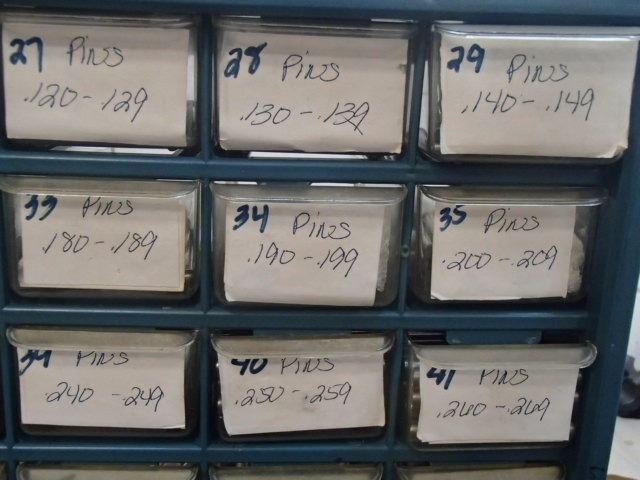 27 Pins
.120 - .129
28 Pins
.130 - .139
29 Pins
.140 - .149
33 Pins
.180 - .189
34 Pins
.190 - .199
35 Pins
.200 - .209
39 Pins
.240 - .249
40 Pins
.250 - .259
41 Pins
.260 - .269